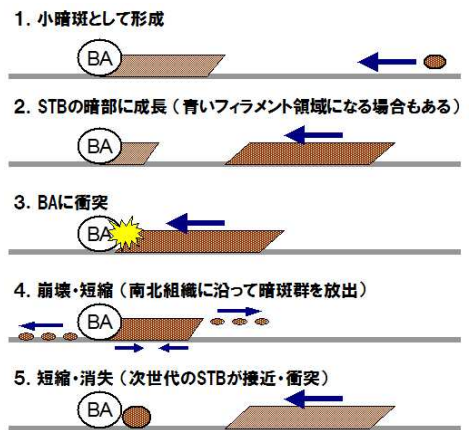 1. 小暗斑として形成
BA
2. STBの暗部に成長（青いフィラメント領域になる場合もある）
BA
3. BAに衝突
BA
4. 崩壊・短縮（南北組織に沿って暗斑群を放出）
BA
5. 短縮・消失（次世代のSTBが接近・衝突）
BA